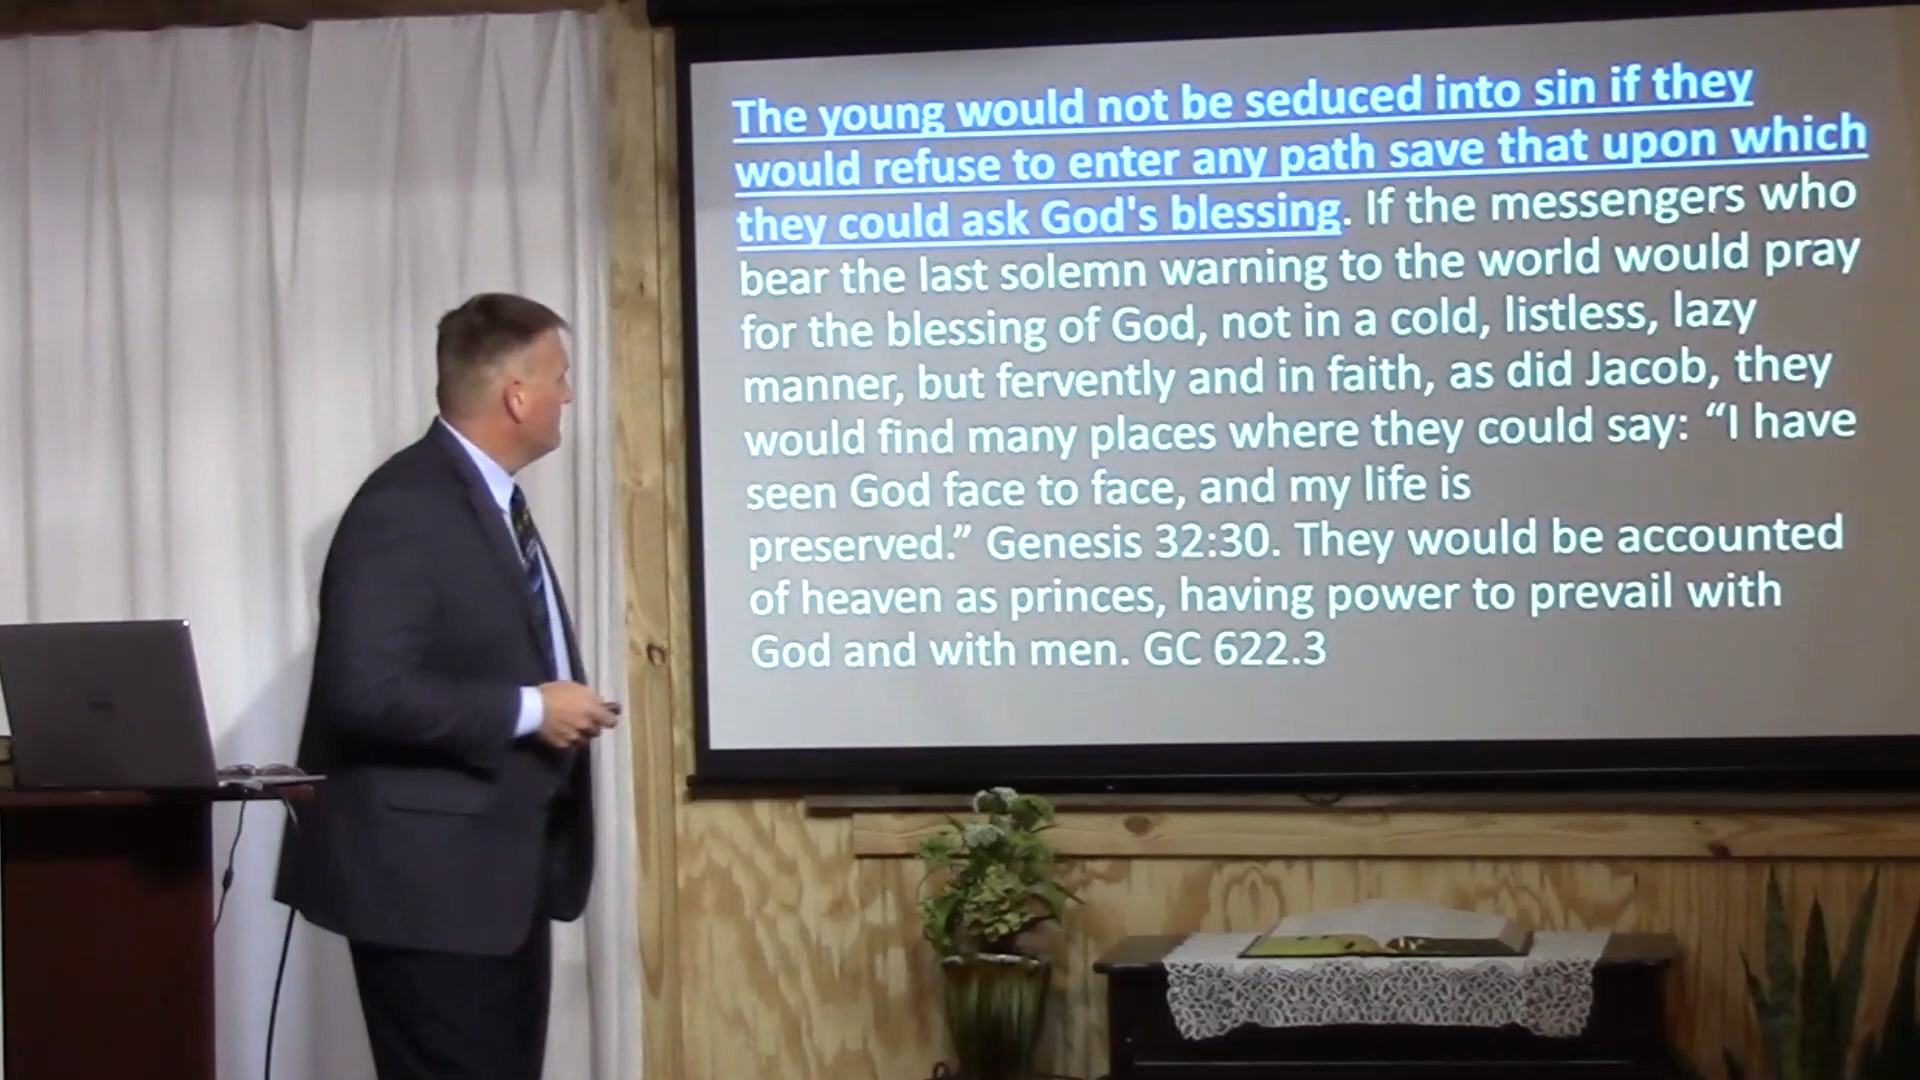 The young would not be seduced into sin if they
would refuse to enter any path save that upon which
they could ask God's blessing. If the messengers who
bear the last solemn warning to the world would pray
for the blessing of God, not in a cold, listless, lazy
manner, but fervently and in faith, as did Jacob, they
would find many places where they could say: “I have
seen God face to face, and my life is
preserved.” Genesis 32:30. They would be accounted
of heaven as princes, having power to prevail with
God and with men. GC 622.3